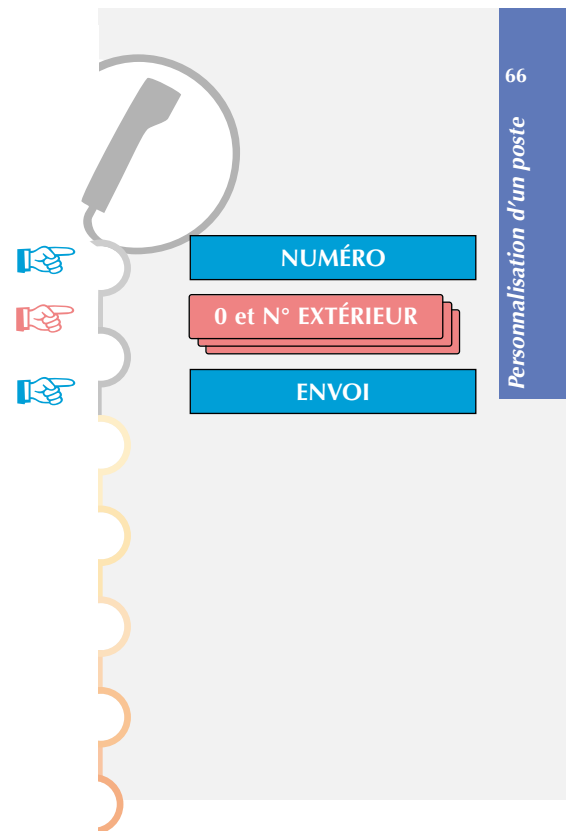 66
Personnalisation d'un poste
NUMÉRO
0 et N° EXTÉRIEUR
ENVOI